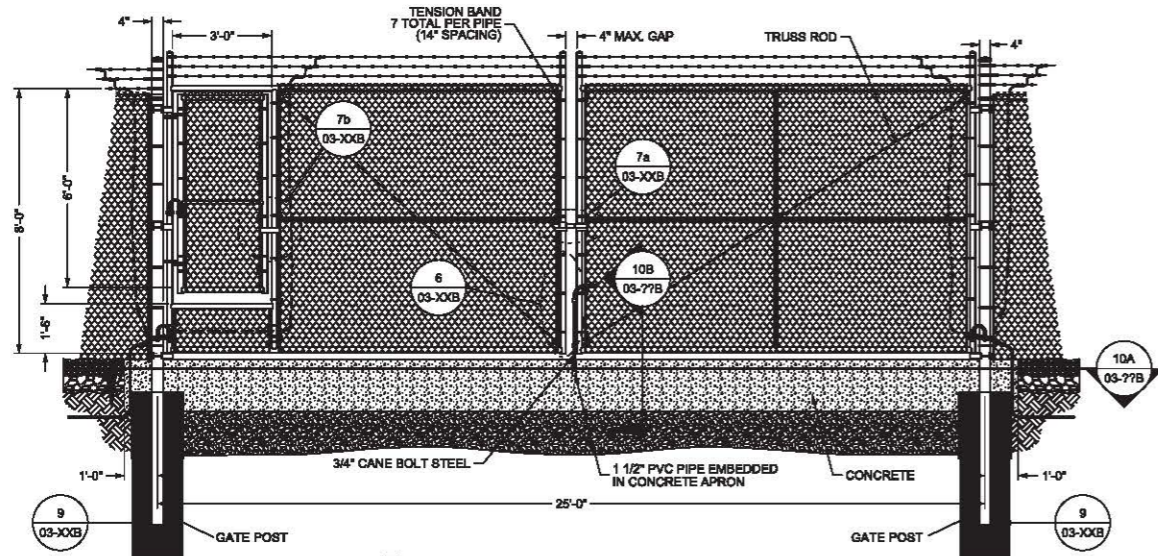 TENSION BAND
7 TOTAL PER PIPE
(14" SPACING)
4"
3'-0"
4" MAX. GAP
TRUSS ROD
4"
7b
03-XXB
7a
03-XXB
8'-0"
6'-0"
6
03-XXB
10B
03-??B
1'-6"
10A
03-??B
3/4" CANE BOLT STEEL
1 1/2" PVC PIPE EMBEDDED
IN CONCRETE APRON
CONCRETE
1'-0"
1'-0"
25'-0"
9
03-XXB
GATE POST
GATE POST
9
03-XXB